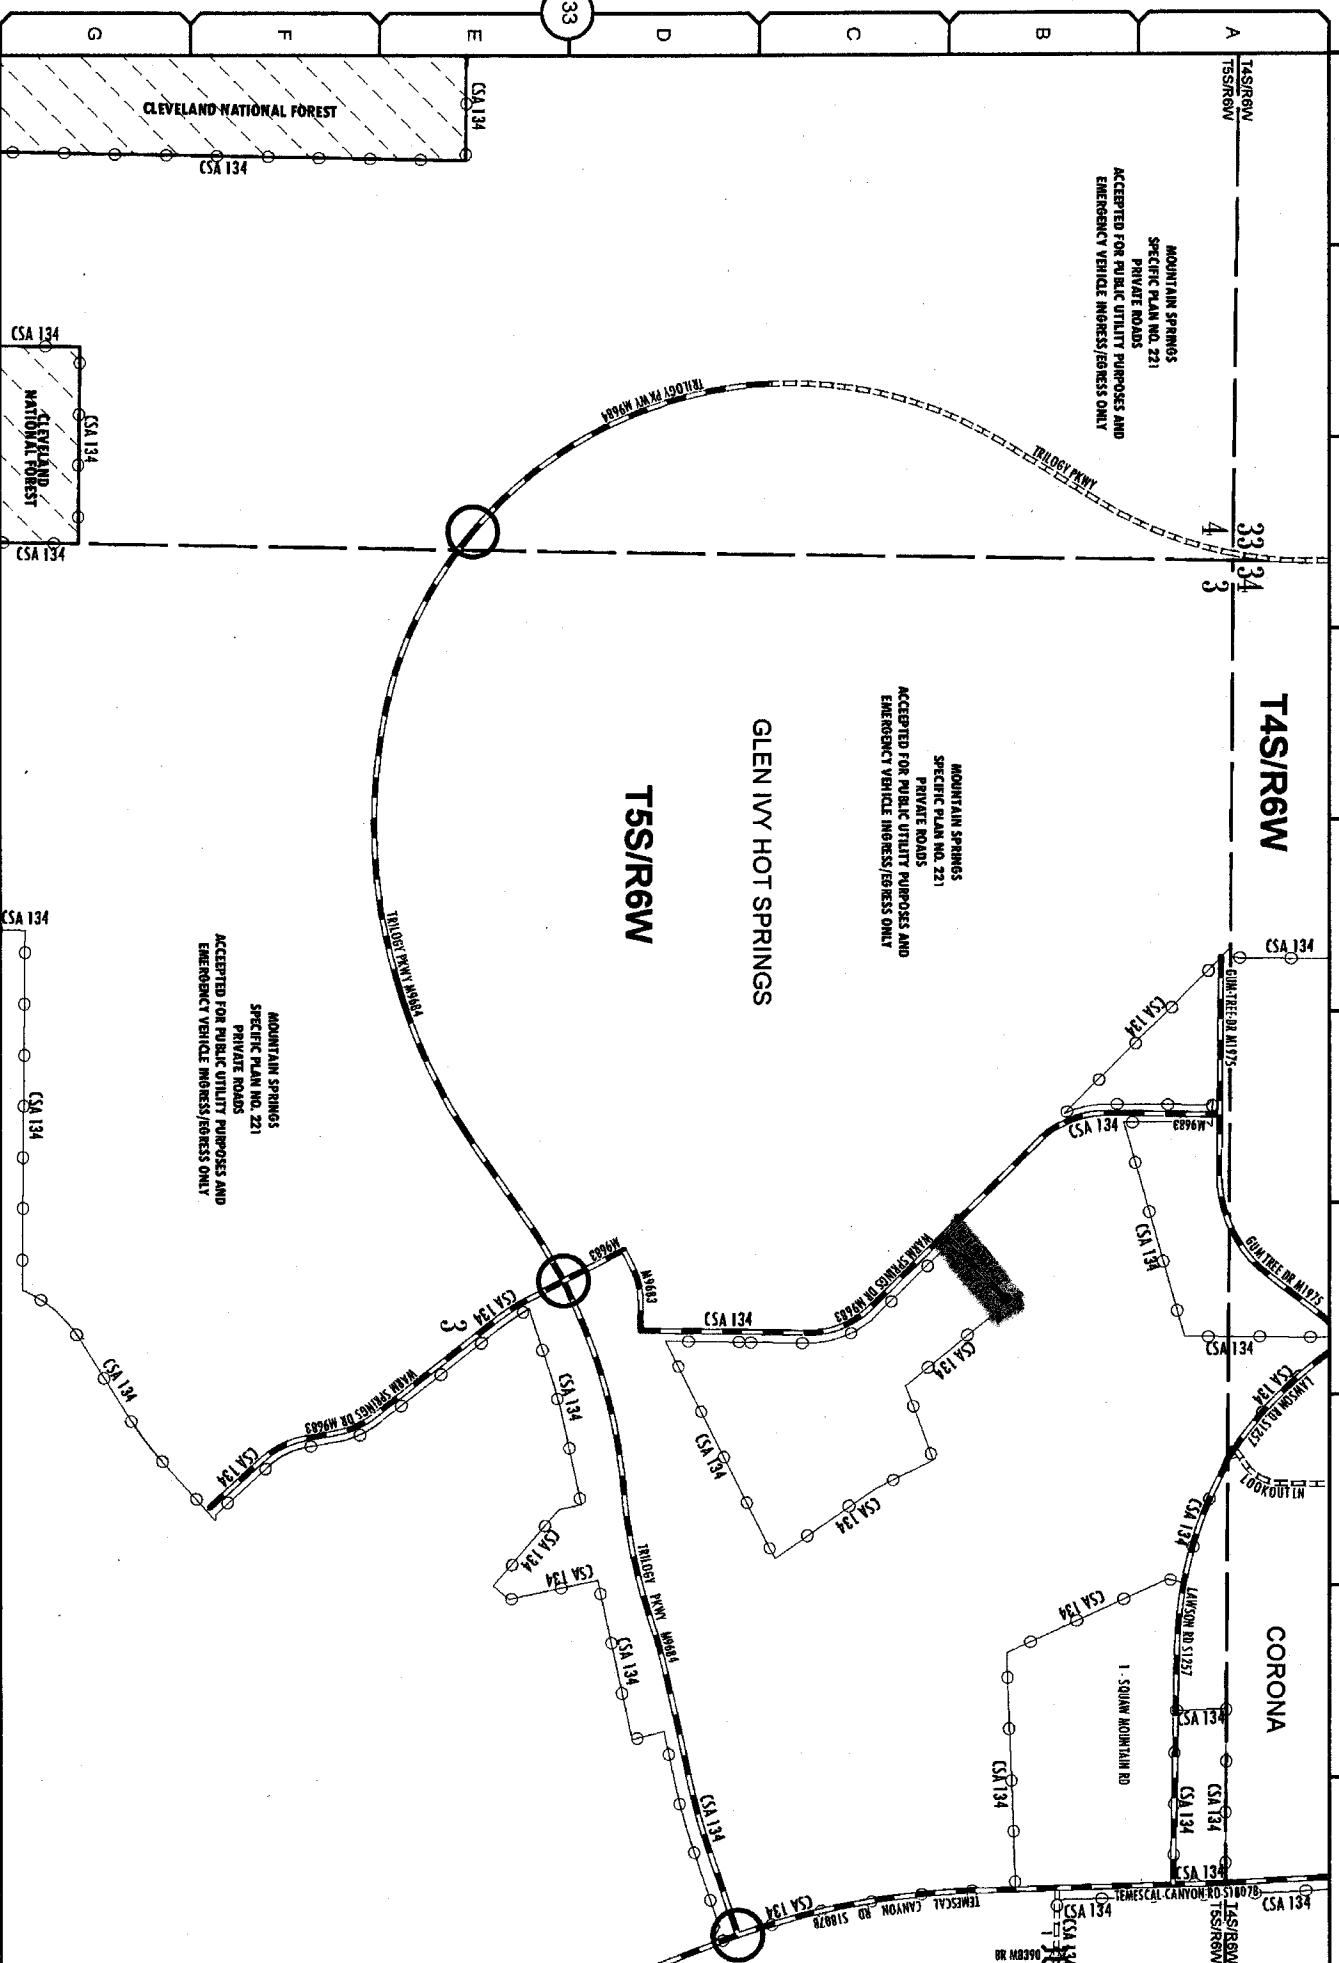 33
G
F
E
D
C
B
A
T4S/R6W
T5S/R6W
CLEVELAND NATIONAL FOREST
CSA 134
CSA 134
MOUNTAIN SPRINGS
SPECIFIC PLAN NO. 221
PRIVATE ROADS
ACCEEPTED FOR PUBLIC UTILITY PURPOSES AND
EMERGENCY VEHICLE INGRESS/EGRESS ONLY
CSA 134
CLEVELAND
NATIONAL FOREST
CSA 134
CSA 134
TRILOGY PKWY M9684
TRILOGY PKWY
33
34
4
3
T4S/R6W
MOUNTAIN SPRINGS
SPECIFIC PLAN NO. 221
PRIVATE ROADS
ACCEEPTED FOR PUBLIC UTILITY PURPOSES AND
EMERGENCY VEHICLE INGRESS/EGRESS ONLY
GLEN IVY HOT SPRINGS
T5S/R6W
TRILOGY PKWY M9684
MOUNTAIN SPRINGS
SPECIFIC PLAN NO. 221
PRIVATE ROADS
ACCEEPTED FOR PUBLIC UTILITY PURPOSES AND
EMERGENCY VEHICLE INGRESS/EGRESS ONLY
CSA 134
CSA 134
CSA 134
CSA 134
GUM TREE DR M1975
CSA 134
CSA 134
M9683
CSA 134
GUM TREE DR M1975
CSA 134
WARM SPRINGS DR M9683
M9683
M9683
CSA 134
CSA 134
3
CSA 134
CSA 134
CSA 134
WARM SPRINGS DR M9683
CSA 134
CSA 134
CSA 134
LAWSON RD S1257
LOOKOUT LN
CSA 134
CSA 134
CSA 134
TRILOGY PKWY M9684
CSA 134
CSA 134
LAWSON RD S1257
CORONA
1 - SQUAW MOUNTAIN RD
CSA 134
CSA 134
CSA 134
CSA 134
CSA 134
CSA 134
TEMESCAL CANYON RD S1807B
CSA 134
CSA 134
TEMESCAL CANYON RD S1807B
CSA 134
CSA 134
T4S/R6W
T5S/R6W
BR M8390
1